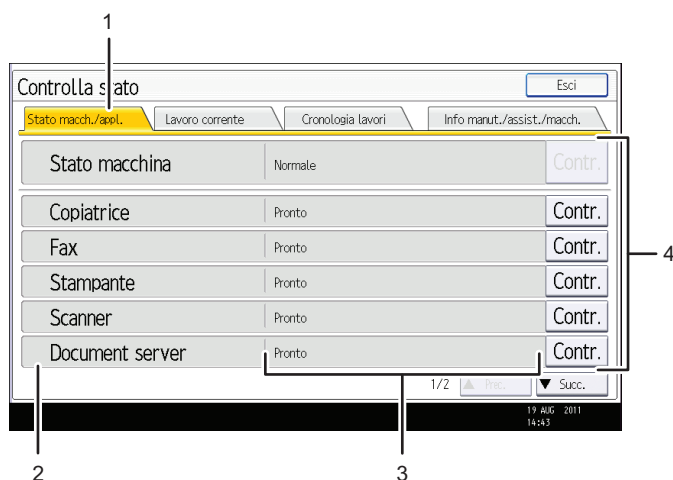 1
Controlla stato
Esci
Stato macch./appl. Lavoro corrente Cronologia lavori Info manut./assist./macch.
Stato macchina Normale Contr.
Copiatrice Pronto Contr.
Fax Pronto Contr.
Stampante Pronto Contr.
Scanner Pronto Contr.
Document server Pronto Contr.
4
1/2 ▲ Prec. ▼ Succ.
19 AUG 2011
14:43
2 3